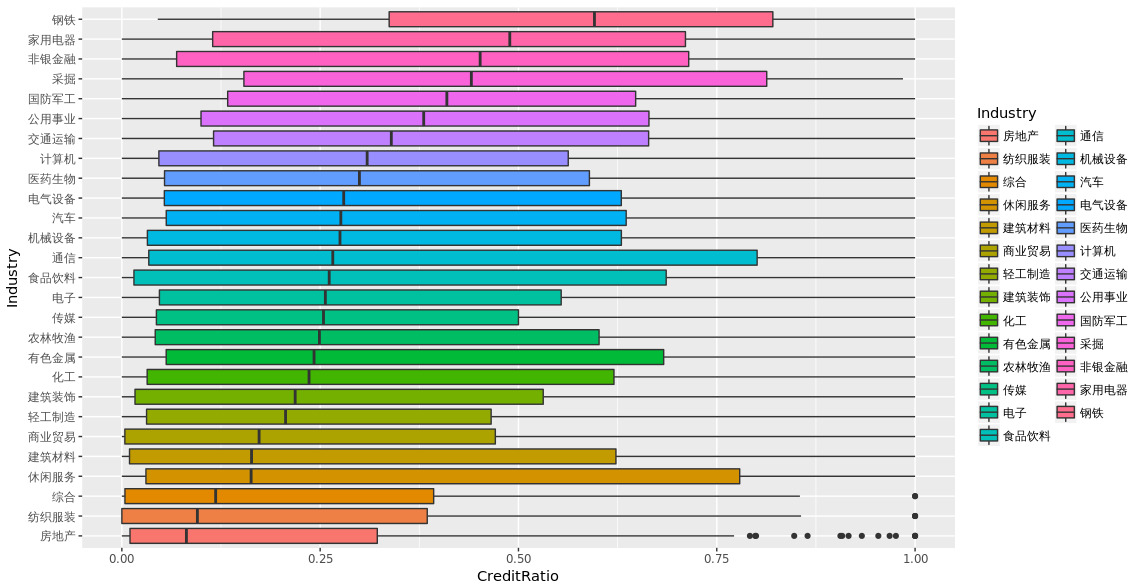 Industry
钢铁
家用电器
非银金融
采掘
国防军工
公用事业
交通运输
计算机
医药生物
电气设备
汽车
机械设备
通信
食品饮料
电子
传媒
农林牧渔
有色金属
化工
建筑装饰
轻工制造
商业贸易
建筑材料
休闲服务
综合
纺织服装
房地产
0.00 0.25 0.50 0.75 1.00
CreditRatio
Industry
房地产 通信
纺织服装 机械设备
综合 汽车
休闲服务 电气设备
建筑材料 医药生物
商业贸易 计算机
轻工制造 交通运输
建筑装饰 公用事业
化工 国防军工
有色金属 采掘
农林牧渔 非银金融
传媒 家用电器
电子 钢铁
食品饮料